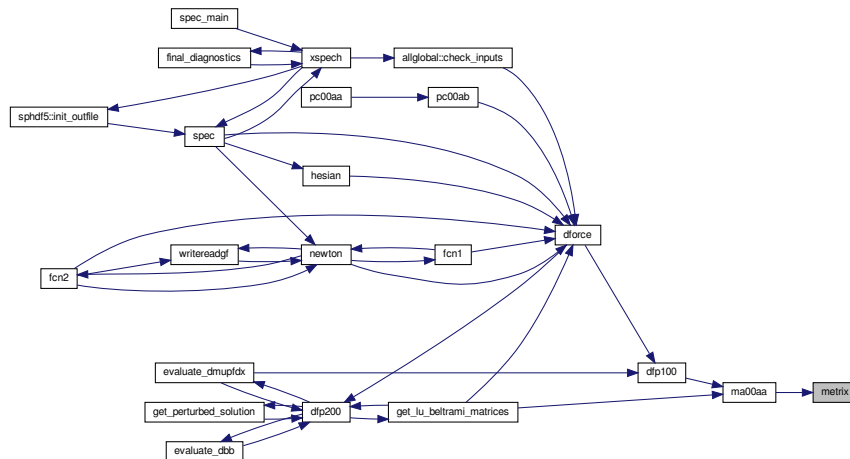 spec_main
final_diagnostics
xspech
allglobal::check_inputs
pc00aa
pc00ab
sphdf5::init_outfile
spec
hesian
dforce
writereadgf
newton
fcn1
fcn2
evaluate_dmupfdx
dfp100
ma00aa
metrix
get_perturbed_solution
dfp200
get_lu_beltrami_matrices
evaluate_dbb